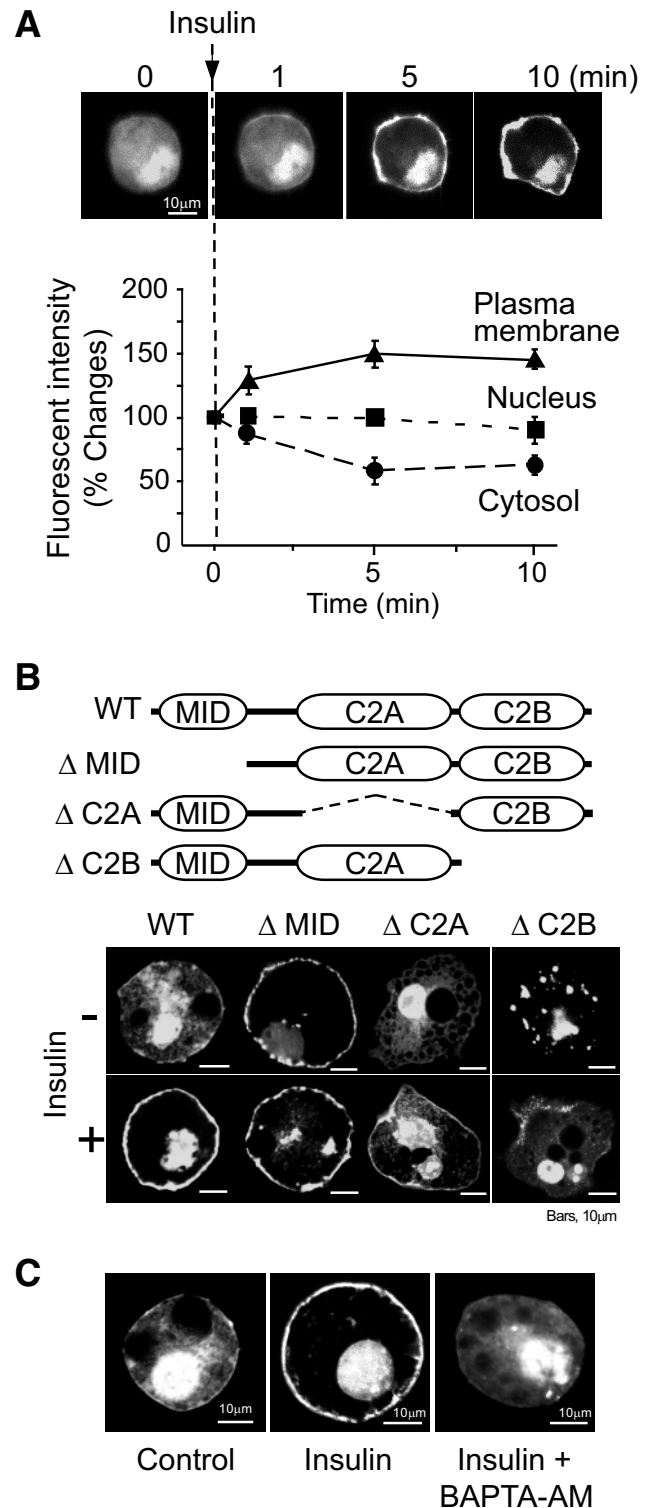 A
Insulin
0 1 5 10 (min)
10μm
Fluorescent intensity
(% Changes)
200
150
100
50
0
Plasma
membrane
Nucleus
Cytosol
0 5 10
Time (min)
B
WT MID C2A C2B
Δ MID C2A C2B
Δ C2A MID C2B
Δ C2B MID C2A
WT Δ MID Δ C2A Δ C2B
Insulin
-
+
Bars, 10μm
C
10μm 10μm 10μm
Control Insulin Insulin +
BAPTA-AM